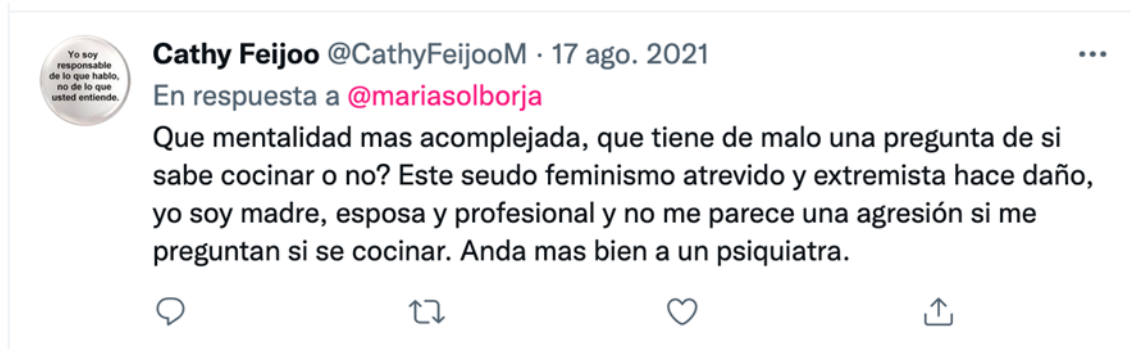 Yo soy
responsable
de lo que hablo,
no de lo que
usted entiende.
Cathy Feijoo @CathyFeijooM · 17 ago. 2021
En respuesta a @mariasolborja
Que mentalidad mas acomplejada, que tiene de malo una pregunta de si
sabe cocinar o no? Este seudo feminismo atrevido y extremista hace daño,
yo soy madre, esposa y profesional y no me parece una agresión si me
preguntan si se cocinar. Anda mas bien a un psiquiatra.